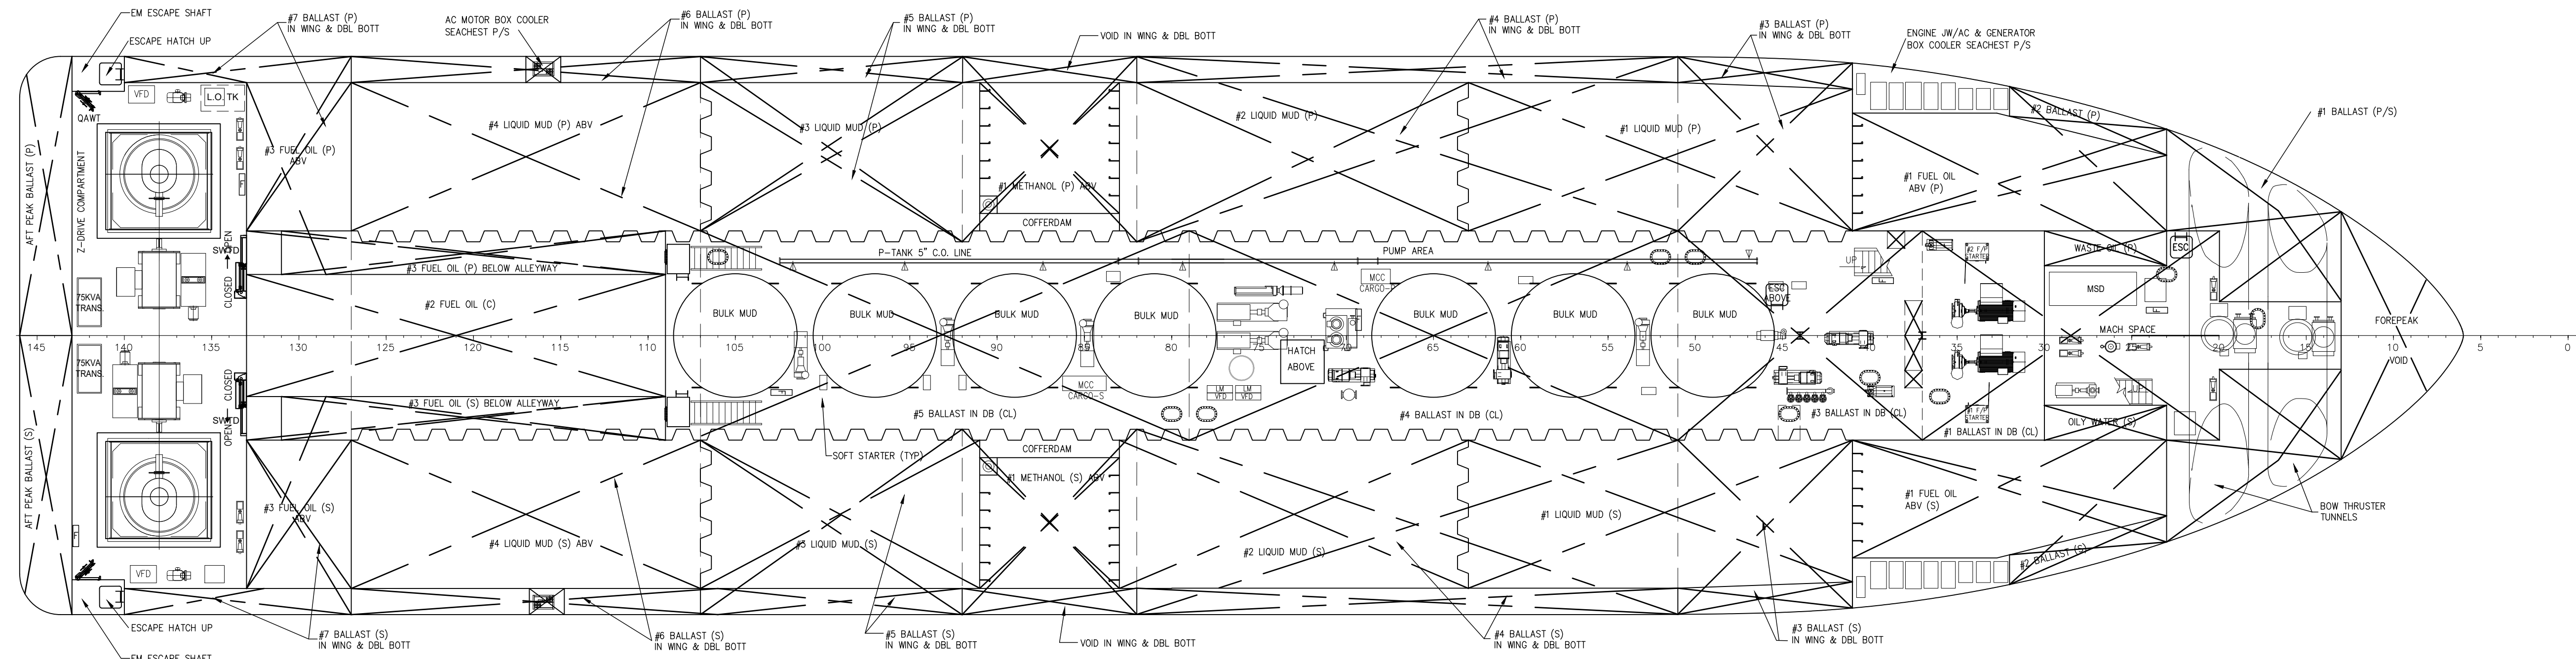 EM ESCAPE SHAFT
ESCAPE HATCH UP
#7 BALLAST (P)
IN WING & DBL BOTT
AC MOTOR BOX COOLER
SEACHEST P/S
#6 BALLAST (P)
IN WING & DBL BOTT
#5 BALLAST (P)
IN WING & DBL BOTT
VOID IN WING & DBL BOTT
#4 BALLAST (P)
IN WING & DBL BOTT
#3 BALLAST (P)
IN WING & DBL BOTT
ENGINE JW/AC & GENERATOR
BOX COOLER SEACHEST P/S
#1 BALLAST (P/S)
VFD
L.O. TK
QAWT
AFT PEAK BALLAST (P)
Z-DRIVE COMPARTMENT
#3 FUEL OIL (P)
ABV
#4 LIQUID MUD (P) ABV
#3 LIQUID MUD (P)
#1 METHANOL (P) ABV
COFFERDAM
#2 LIQUID MUD (P)
#1 LIQUID MUD (P)
#1 FUEL OIL
ABV (P)
#2 BALLAST (P)
F
OPEN
SWTD
CLOSED
#3 FUEL OIL (P) BELOW ALLEYWAY
P-TANK 5" C.O. LINE
PUMP AREA
MCC
CARGO-P
UP
#2 F/P
STARTER
F
WASTE OIL (P)
ESC
75KVA
TRANS.
#2 FUEL OIL (C)
BULK MUD
BULK MUD
BULK MUD
BULK MUD
BULK MUD
BULK MUD
BULK MUD
ESC
ABOVE
MSD
F
MACH SPACE
FOREPEAK
VOID
145
140
135
130
125
120
115
110
105
100
95
90
85
80
75
70
65
60
55
50
45
40
35
30
25
20
15
10
5
0
HATCH
ABOVE
75KVA
TRANS.
CLOSED
SWTD
OPEN
#3 FUEL OIL (S) BELOW ALLEYWAY
F
MCC
CARGO-S
LM
VFD
LM
VFD
#5 BALLAST IN DB (CL)
#4 BALLAST IN DB (CL)
#3 BALLAST IN DB (CL)
#1 F/P
STARTER
#1 BALLAST IN DB (CL)
UP
OILY WATER (S)
SOFT STARTER (TYP)
COFFERDAM
#1 METHANOL (S) ABV
AFT PEAK BALLAST (S)
F
#3 FUEL OIL (S)
ABV
#4 LIQUID MUD (S) ABV
#3 LIQUID MUD (S)
#2 LIQUID MUD (S)
#1 LIQUID MUD (S)
#1 FUEL OIL
ABV (S)
#2 BALLAST (S)
BOW THRUSTER
TUNNELS
VFD
ESCAPE HATCH UP
EM ESCAPE SHAFT
#7 BALLAST (S)
IN WING & DBL BOTT
#6 BALLAST (S)
IN WING & DBL BOTT
#5 BALLAST (S)
IN WING & DBL BOTT
VOID IN WING & DBL BOTT
#4 BALLAST (S)
IN WING & DBL BOTT
#3 BALLAST (S)
IN WING & DBL BOTT